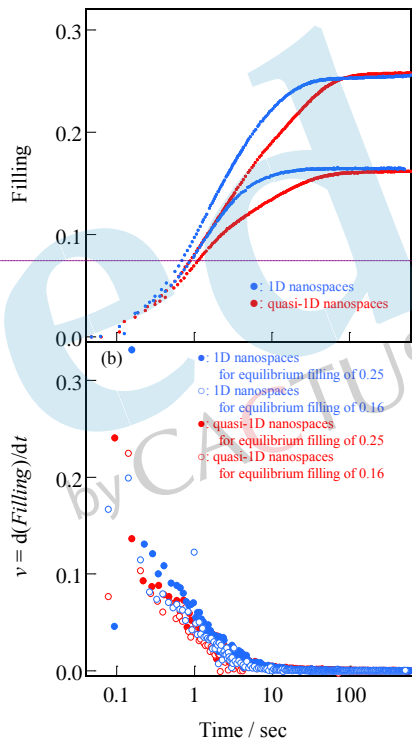 0.3
0.2
0.1
0.0
Filling
●: 1D nanospaces
●: quasi-1D nanospaces
(b)
●: 1D nanospaces
for equilibrium filling of 0.25
○: 1D nanospaces
for equilibrium filling of 0.16
●: quasi-1D nanospaces
for equilibrium filling of 0.25
○: quasi-1D nanospaces
for equilibrium filling of 0.16
0.3
0.2
0.1
0.0
v = d(Filling)/dt
0.1
1
10
100
Time / sec
ed
by CACTUS